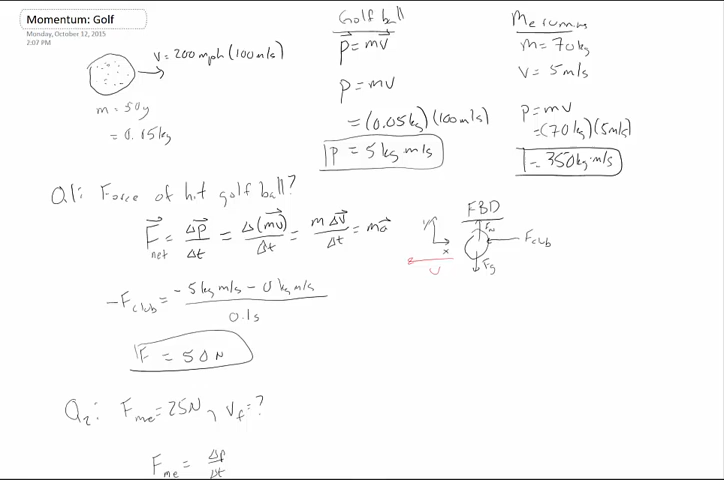 Momentum: Golf
Monday, October 12, 2015
2:07 PM
V = 200 mph (100 m/s)
m = 50g
= 0.05kg
Golf ball
p⃗ = mv⃗
p = mv
= (0.05kg)(100m/s)
p = 5 kg m/s
Me running
m = 70kg
v = 5 m/s
p = mv
= (70kg)(5m/s)
= 350kg·m/s
Q1: Force of hit golf ball?
F⃗net = Δp⃗/Δt = Δ(mv⃗)/Δt = mΔv⃗/Δt = ma⃗
FBD
y
x
v
FN
Fclub
Fg
-Fclub = (-5 kg m/s - 0 kg m/s)/0.1s
F = 50N
Q2: Fme = 25N, Vf = ?
Fme = Δp/Δt